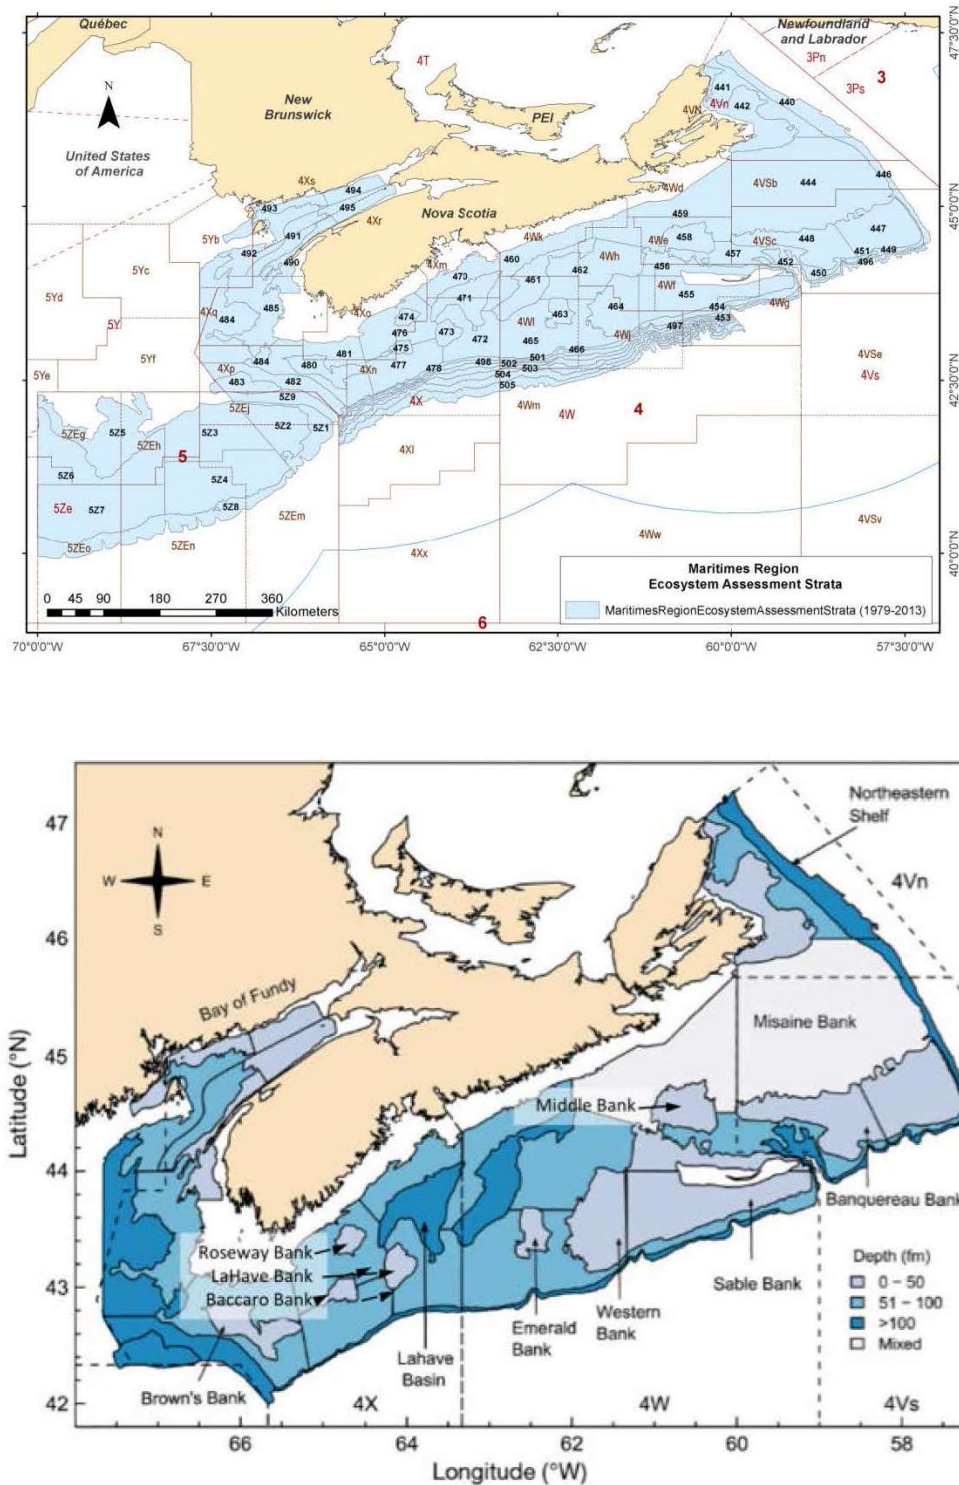 Québec
Newfoundland
and Labrador
47°30'0"N
4T
3Pn
3
3Ps
N
New
Brunswick
PEI
441
4VN
4Vn
442
440
United States
of America
4Xs
494
493
495
4Xr
Nova Scotia
4Wd
4VSb
444
446
45°0'0"N
459
447
5Yb
491
492
490
4Wk
460
4We
458
4VSc
448
457
451
449
496
5Yc
4Xm
470
461
462
4Wh
456
452
450
5Yd
471
4Wf
455
4Xq
485
484
4Xo
474
463
464
454
4Wg
453
5Y
476
473
4Wl
4Wj
497
475
472
465
466
5Yf
484
480
481
477
478
498
502
501
503
504
505
4VSe
4Vs
5Ye
4Xp
483
482
4Xn
5Z9
42°30'0"N
5ZEj
4X
4Wm
4W
4
5ZEg
5Z5
5ZEh
5Z3
5Z2
5Z1
5
4Xl
5Z6
5Z4
5Ze
5Z7
5Z8
5ZEm
4Xx
4Ww
4VSv
5ZEo
5ZEn
40°0'0"N
Maritimes Region
Ecosystem Assessment Strata
MaritimesRegionEcosystemAssessmentStrata (1979-2013)
0 45 90 180 270 360
Kilometers
6
70°0'0"W 67°30'0"W 65°0'0"W 62°30'0"W 60°0'0"W 57°30'0"W
47
N
W E
S
Northeastern
Shelf
4Vn
46
Bay of Fundy
Misaine Bank
45
Middle Bank
44
Banquereau Bank
Roseway Bank
LaHave Bank
Baccaro Bank
43
Depth (fm)
0 – 50
51 – 100
>100
Mixed
Sable Bank
Western
Bank
Emerald
Bank
Lahave
Basin
Brown's Bank
42
4X
4W
4Vs
66 64 62 60 58
Latitude (°N)
Longitude (°W)